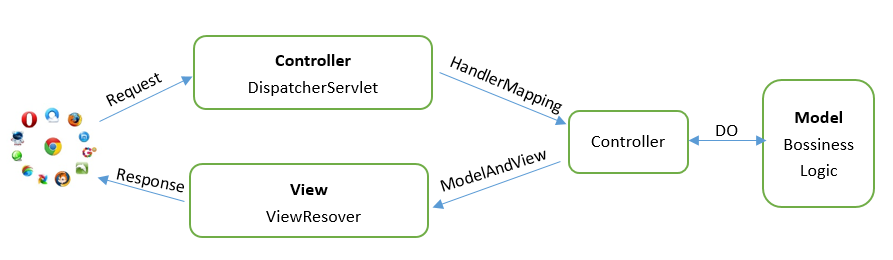 Controller
DispatcherServlet
Request
HandlerMapping
Controller
DO
Model
Bossiness
Logic
ModelAndView
View
ViewResover
Response